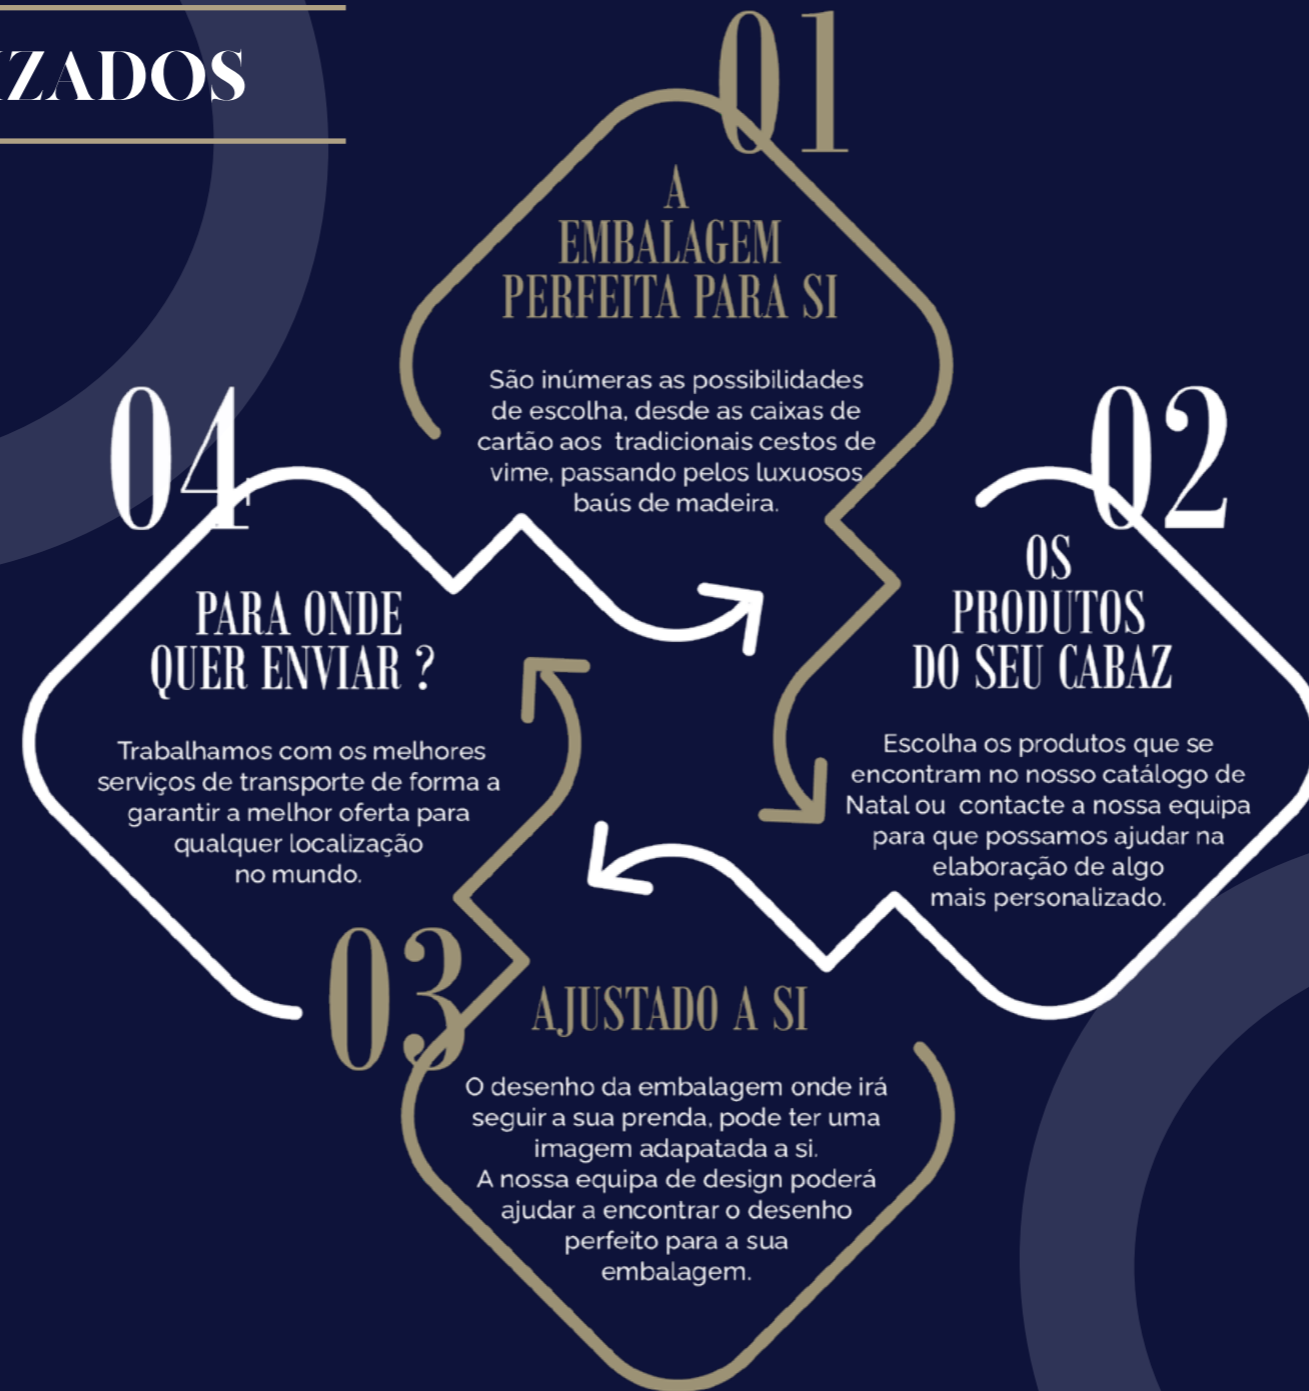 IZADOS
01
A
EMBALAGEM
PERFEITA PARA SI
São inúmeras as possibilidades
de escolha, desde as caixas de
cartão aos tradicionais cestos de
vime, passando pelos luxuosos
baús de madeira.
02
OS
PRODUTOS
DO SEU CABAZ
Escolha os produtos que se
encontram no nosso catálogo de
Natal ou contacte a nossa equipa
para que possamos ajudar na
elaboração de algo
mais personalizado.
03
AJUSTADO A SI
O desenho da embalagem onde irá
seguir a sua prenda, pode ter uma
imagem adapatada a si.
A nossa equipa de design poderá
ajudar a encontrar o desenho
perfeito para a sua
embalagem.
04
PARA ONDE
QUER ENVIAR ?
Trabalhamos com os melhores
serviços de transporte de forma a
garantir a melhor oferta para
qualquer localização
no mundo.